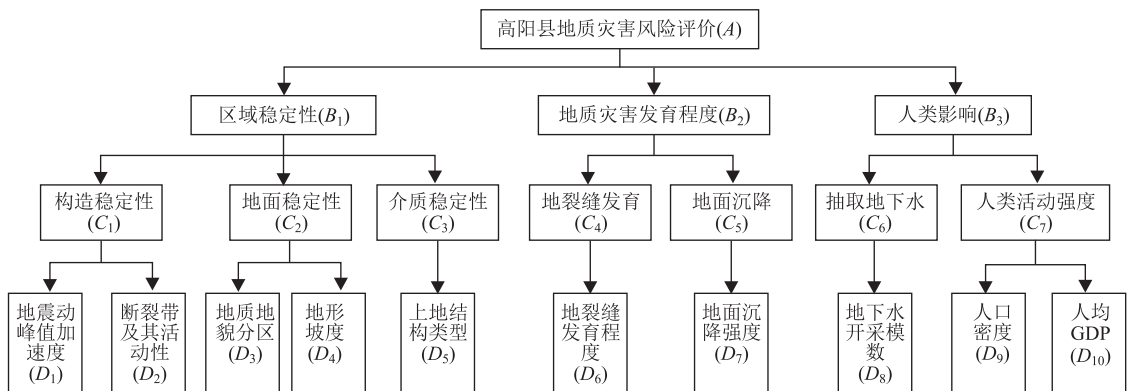 高阳县地质灾害风险评价(A)
区域稳定性(B₁)
地质灾害发育程度(B₂)
人类影响(B₃)
构造稳定性
(C₁)
地面稳定性
(C₂)
介质稳定性
(C₃)
地裂缝发育
(C₄)
地面沉降
(C₅)
抽取地下水
(C₆)
人类活动强度
(C₇)
地震动
峰值加
速度
(D₁)
断裂带
及其活
动性
(D₂)
地质地
貌分区
(D₃)
地形
坡度
(D₄)
上地结
构类型
(D₅)
地裂缝
发育程
度
(D₆)
地面沉
降强度
(D₇)
地下水
开采模
数
(D₈)
人口
密度
(D₉)
人均
GDP
(D₁₀)